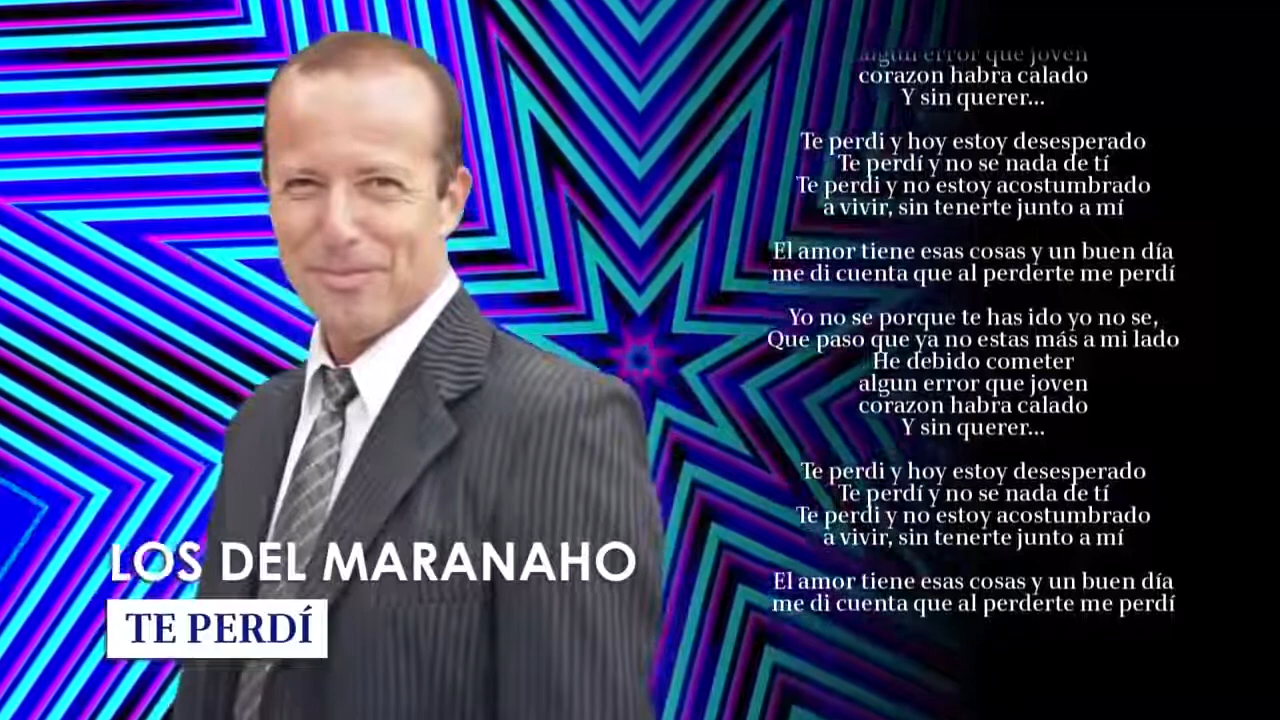 algun error que joven
corazon habra calado
Y sin querer...
Te perdi y hoy estoy desesperado
Te perdí y no se nada de tí
Te perdi y no estoy acostumbrado
a vivir, sin tenerte junto a mí
El amor tiene esas cosas y un buen día
me di cuenta que al perderte me perdí
Yo no se porque te has ido yo no se,
Que paso que ya no estas más a mi lado
He debido cometer
algun error que joven
corazon habra calado
Y sin querer...
Te perdi y hoy estoy desesperado
Te perdí y no se nada de tí
Te perdi y no estoy acostumbrado
a vivir, sin tenerte junto a mí
El amor tiene esas cosas y un buen día
me di cuenta que al perderte me perdí
LOS DEL MARANAHO
TE PERDÍ